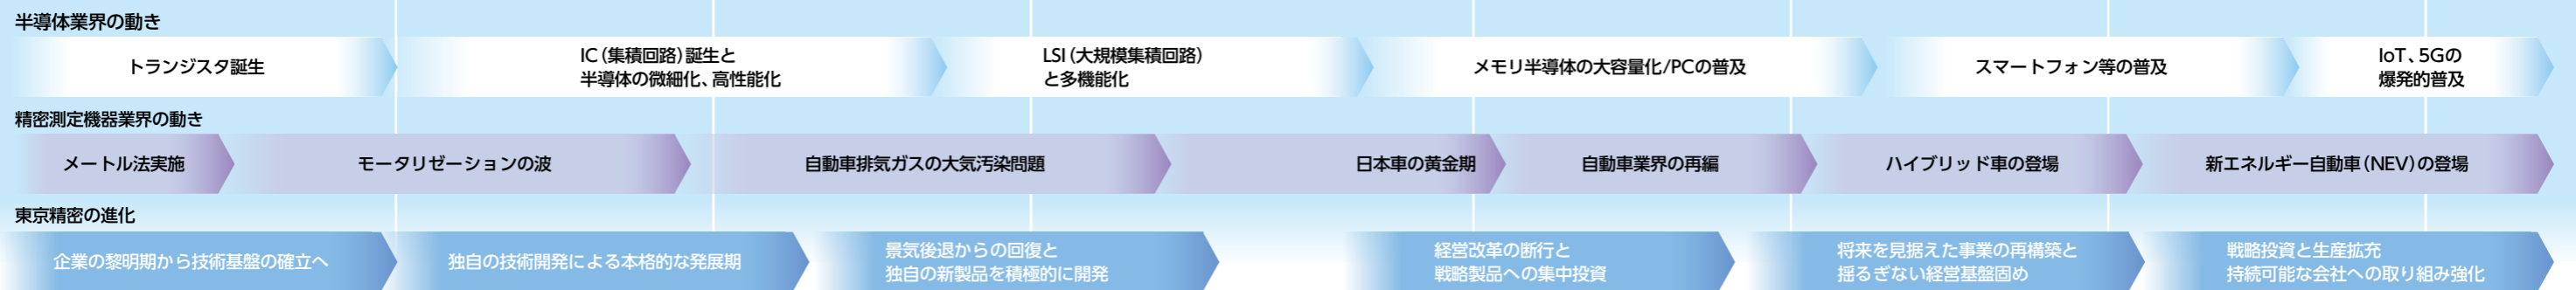 半導体業界の動き
トランジスタ誕生
IC（集積回路）誕生と
半導体の微細化、高性能化
LSI（大規模集積回路）
と多機能化
メモリ半導体の大容量化/PCの普及
スマートフォン等の普及
IoT、5Gの
爆発的普及
精密測定機器業界の動き
メートル法実施
モータリゼーションの波
自動車排気ガスの大気汚染問題
日本車の黄金期
自動車業界の再編
ハイブリッド車の登場
新エネルギー自動車（NEV）の登場
東京精密の進化
企業の黎明期から技術基盤の確立へ
独自の技術開発による本格的な発展期
景気後退からの回復と
独自の新製品を積極的に開発
経営改革の断行と
戦略製品への集中投資
将来を見据えた事業の再構築と
揺るぎない経営基盤固め
戦略投資と生産拡充
持続可能な会社への取り組み強化